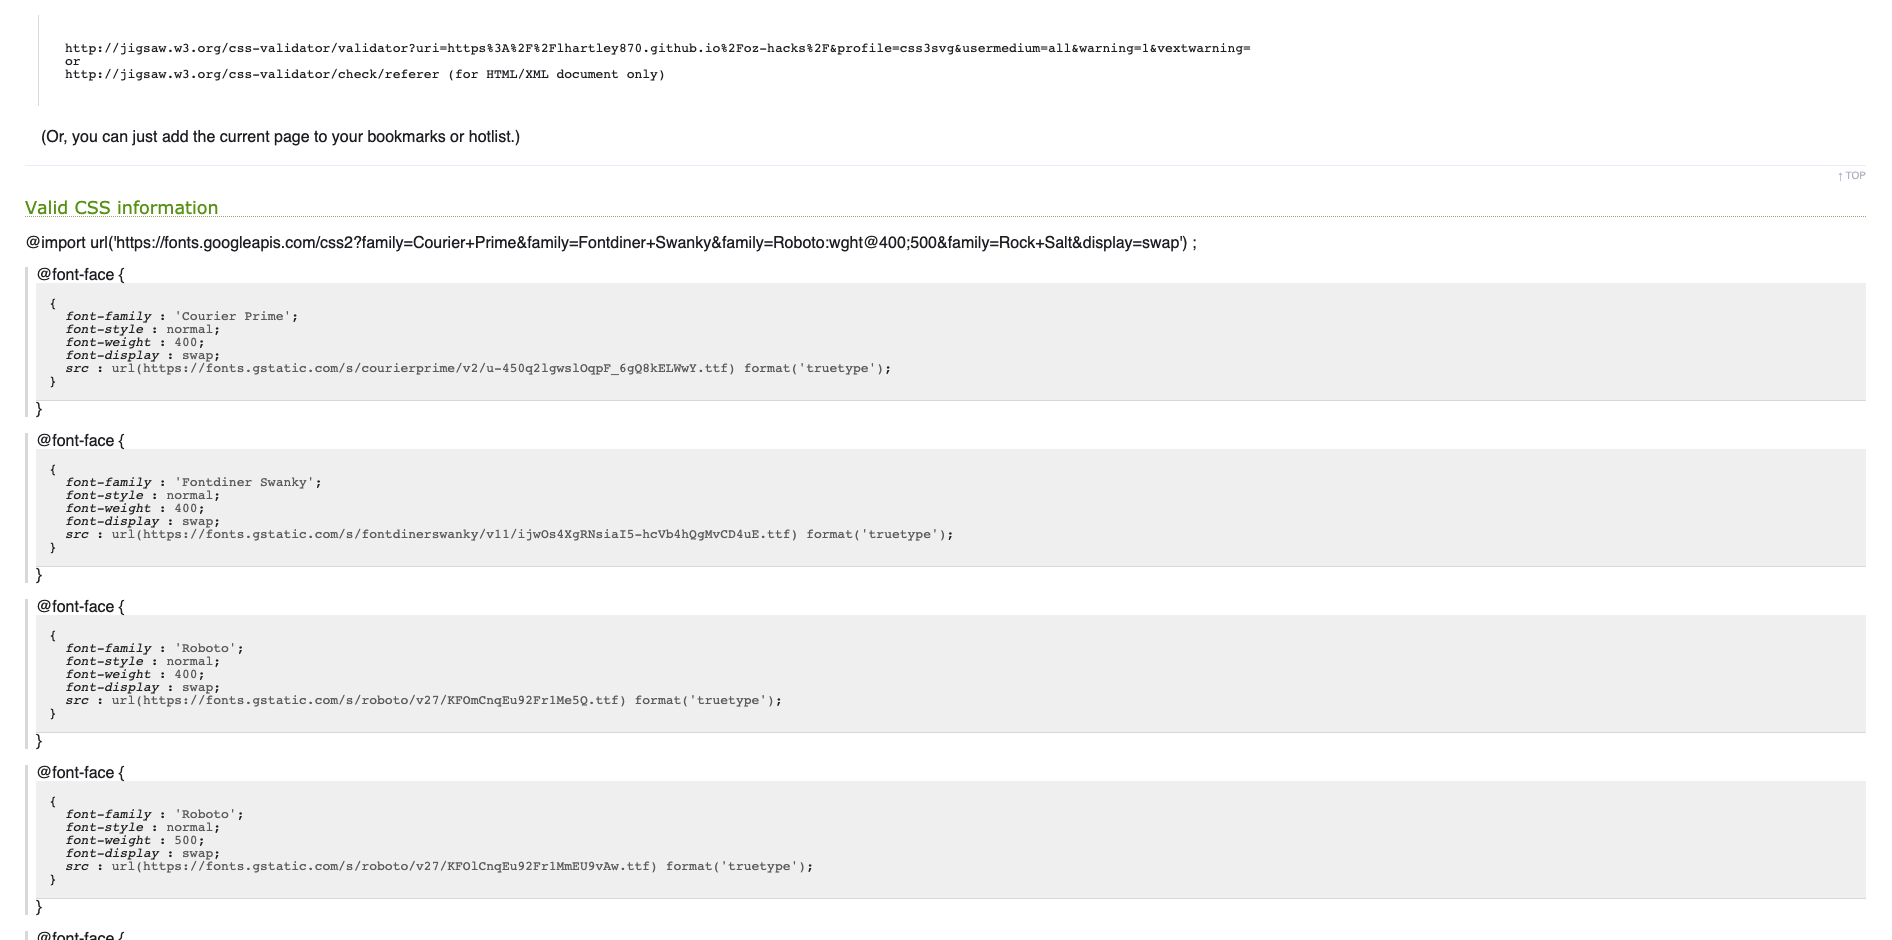 http://jigsaw.w3.org/css-validator/validator?uri=https%3A%2F%2Flhartley870.github.io%2Foz-hacks%2F&profile=css3svg&usermedium=all&warning=1&vextwarning=
or
http://jigsaw.w3.org/css-validator/check/referer (for HTML/XML document only)
(Or, you can just add the current page to your bookmarks or hotlist.)
↑ TOP
Valid CSS information
@import url('https://fonts.googleapis.com/css2?family=Courier+Prime&family=Fontdiner+Swanky&family=Roboto:wght@400;500&family=Rock+Salt&display=swap') ;
@font-face {
{
font-family : 'Courier Prime';
font-style : normal;
font-weight : 400;
font-display : swap;
src : url(https://fonts.gstatic.com/s/courierprime/v2/u-450q2lgwslOqpF_6gQ8kELWwY.ttf) format('truetype');
}
}
@font-face {
{
font-family : 'Fontdiner Swanky';
font-style : normal;
font-weight : 400;
font-display : swap;
src : url(https://fonts.gstatic.com/s/fontdinerswanky/v11/ijwOs4XgRNsiaI5-hcVb4hQgMvCD4uE.ttf) format('truetype');
}
}
@font-face {
{
font-family : 'Roboto';
font-style : normal;
font-weight : 400;
font-display : swap;
src : url(https://fonts.gstatic.com/s/roboto/v27/KFOmCnqEu92Fr1Me5Q.ttf) format('truetype');
}
}
@font-face {
{
font-family : 'Roboto';
font-style : normal;
font-weight : 500;
font-display : swap;
src : url(https://fonts.gstatic.com/s/roboto/v27/KFOlCnqEu92Fr1MmEU9vAw.ttf) format('truetype');
}
}
@font-face {